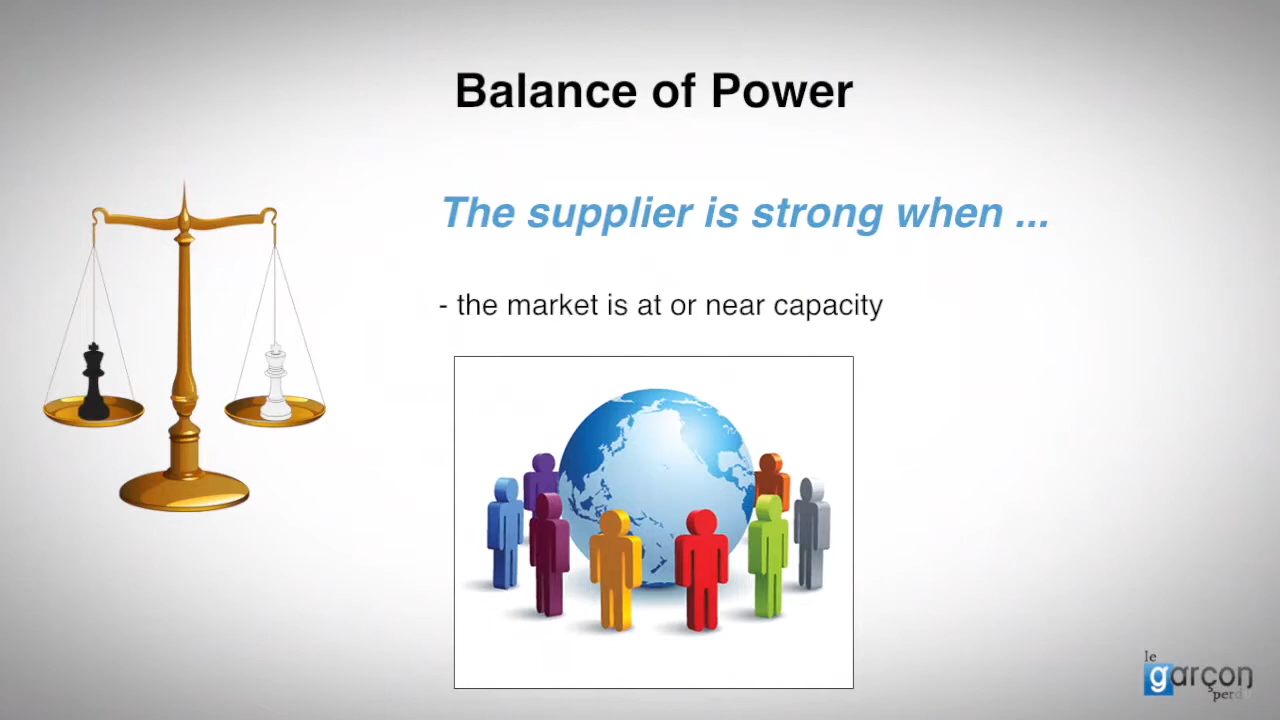 Balance of Power
The supplier is strong when ...
- the market is at or near capacity
le
garçon